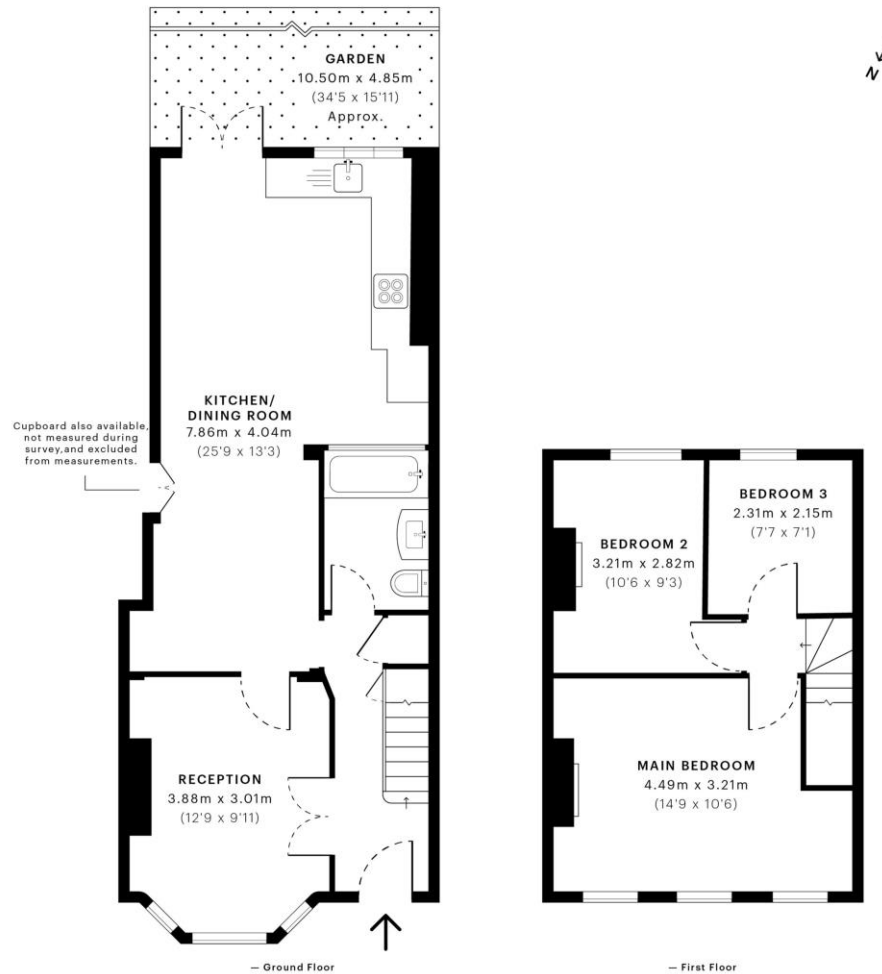 GARDEN
10.50m x 4.85m
(34'5 x 15'11)
Approx.
N
KITCHEN/
DINING ROOM
7.86m x 4.04m
(25'9 x 13'3)
Cupboard also available,
not measured during
survey,and excluded
from measurements.
RECEPTION
3.88m x 3.01m
(12'9 x 9'11)
— Ground Floor
BEDROOM 2
3.21m x 2.82m
(10'6 x 9'3)
BEDROOM 3
2.31m x 2.15m
(7'7 x 7'1)
MAIN BEDROOM
4.49m x 3.21m
(14'9 x 10'6)
— First Floor